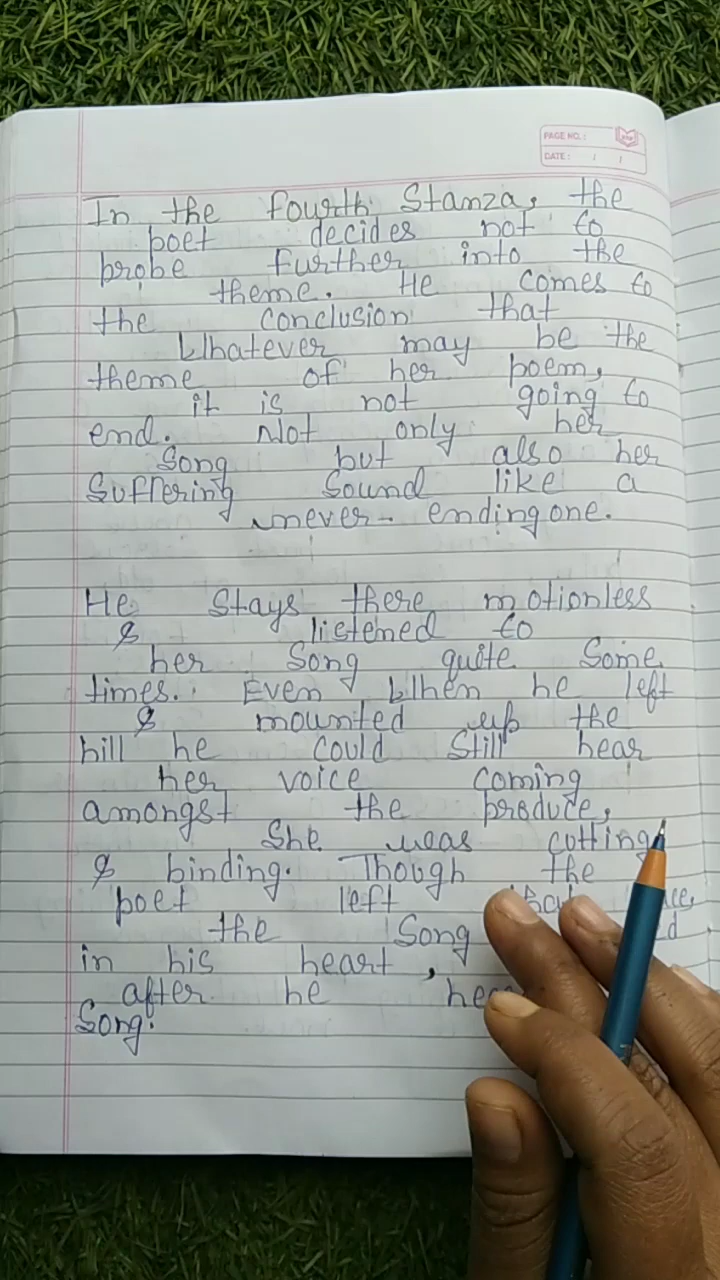 PAGE NO.:
DATE: / /
In the fourth Stanza, the
poet decides not to
probe further into the
theme. He comes to
the conclusion that
Whatever may be the
theme of her poem,
it is not going to
end. Not only her
Song but also her
Suffering Sound like a
never-ending one.
He Stays there motionless
& listened to
her Song quite Some
times. Even When he left
& mounted up the
hill he could Still hear
her voice coming
amongst the produce,
She was cutting
& binding. Though the
poet left that
the Song
in his heart,
after he
Song.